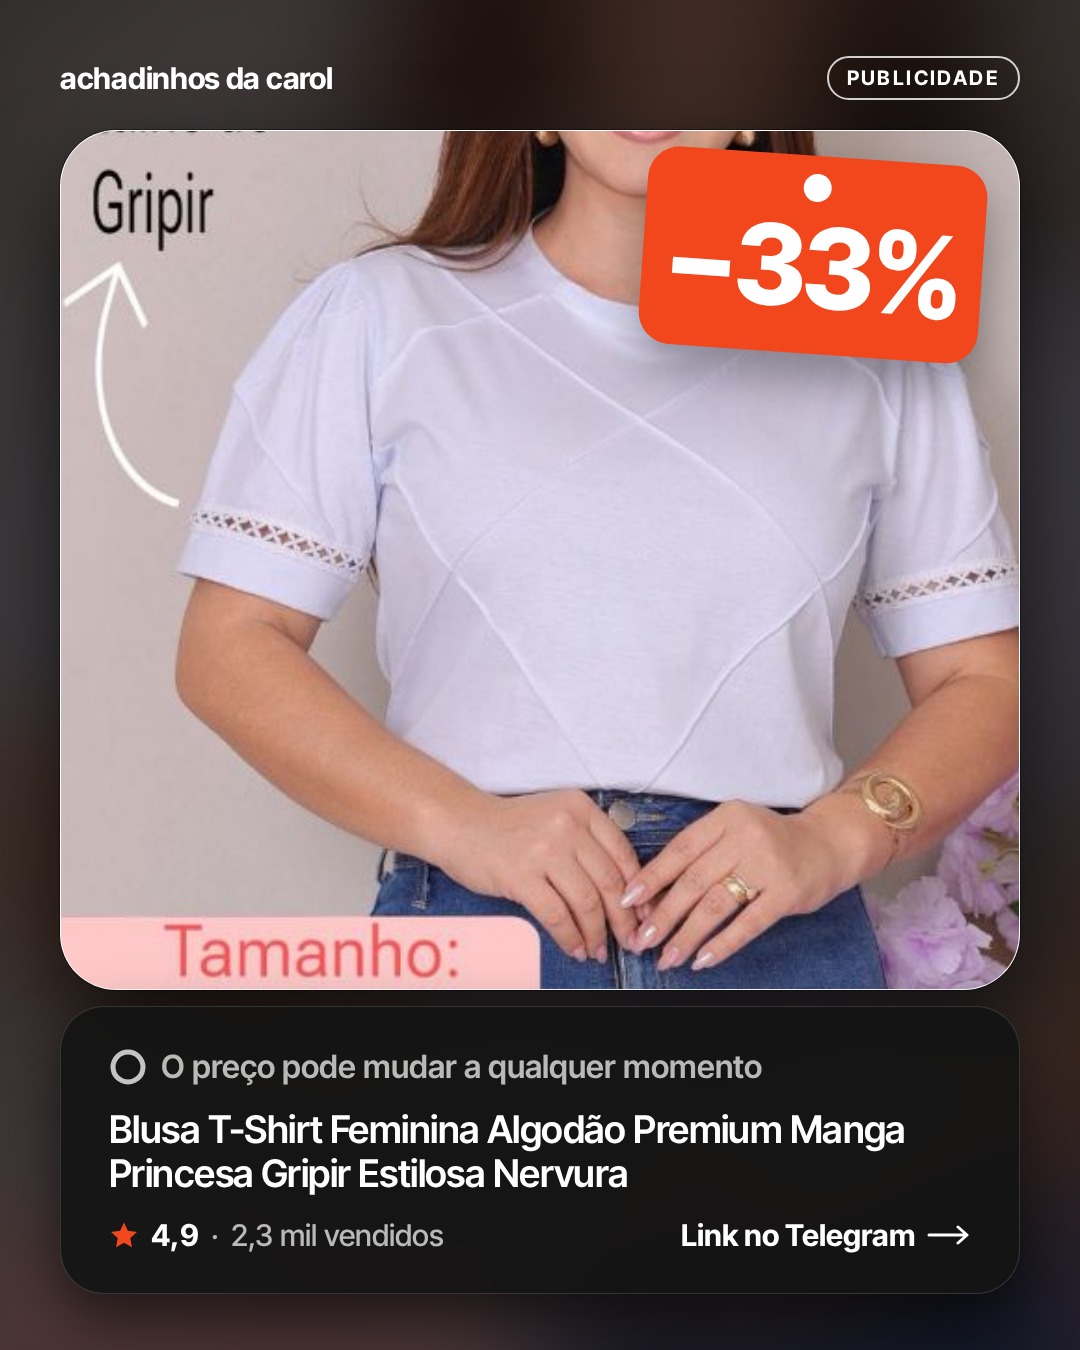 achadinhos da carol
PUBLICIDADE
Gripir
-33%
Tamanho:
O preço pode mudar a qualquer momento
Blusa T-Shirt Feminina Algodão Premium Manga
Princesa Gripir Estilosa Nervura
4,9 · 2,3 mil vendidos
Link no Telegram →